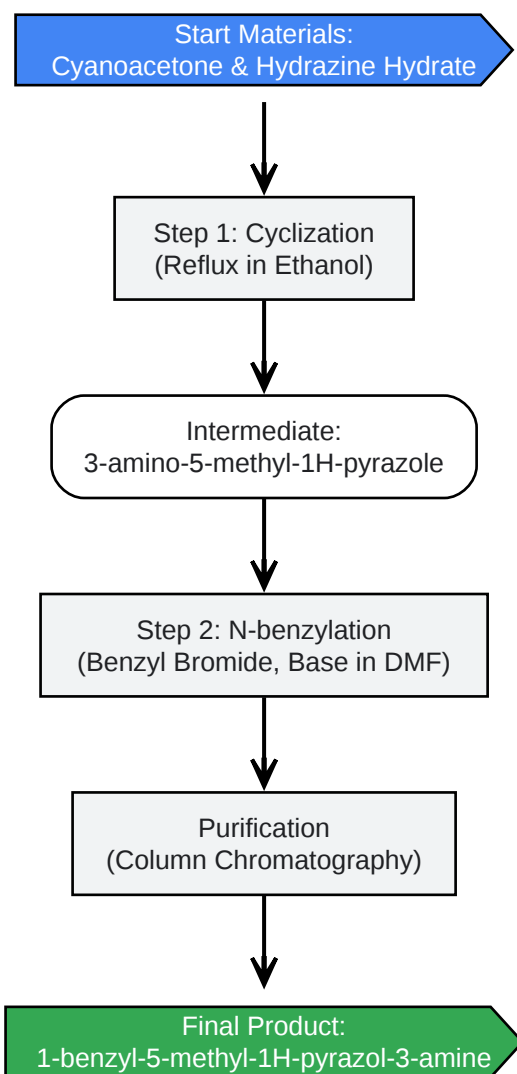 Start Materials:
Cyanoacetone & Hydrazine Hydrate
Step 1: Cyclization
(Reflux in Ethanol)
Intermediate:
3-amino-5-methyl-1H-pyrazole
Step 2: N-benzylation
(Benzyl Bromide, Base in DMF)
Purification
(Column Chromatography)
Final Product:
1-benzyl-5-methyl-1H-pyrazol-3-amine